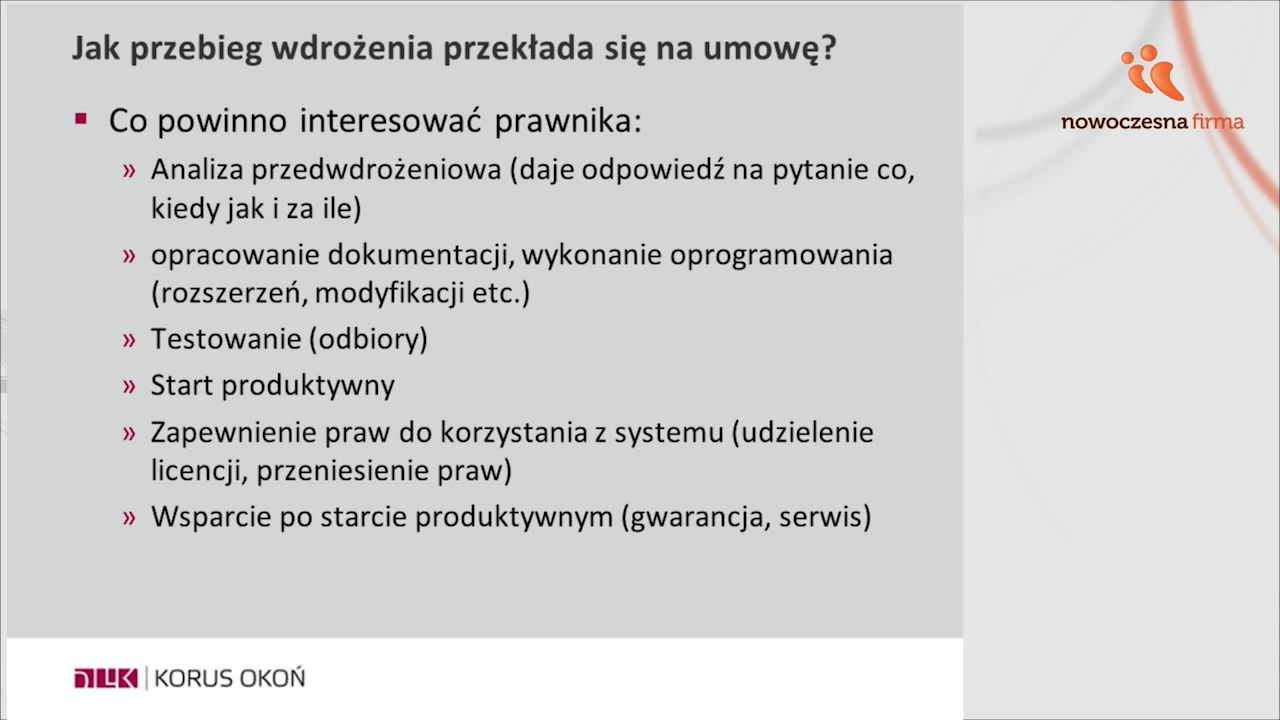 Jak przebieg wdrożenia przekłada się na umowę?
nowoczesna firma
▪ Co powinno interesować prawnika:
» Analiza przedwdrożeniowa (daje odpowiedź na pytanie co,
kiedy jak i za ile)
» opracowanie dokumentacji, wykonanie oprogramowania
(rozszerzeń, modyfikacji etc.)
» Testowanie (odbiory)
» Start produktywny
» Zapewnienie praw do korzystania z systemu (udzielenie
licencji, przeniesienie praw)
» Wsparcie po starcie produktywnym (gwarancja, serwis)
KORUS OKOŃ